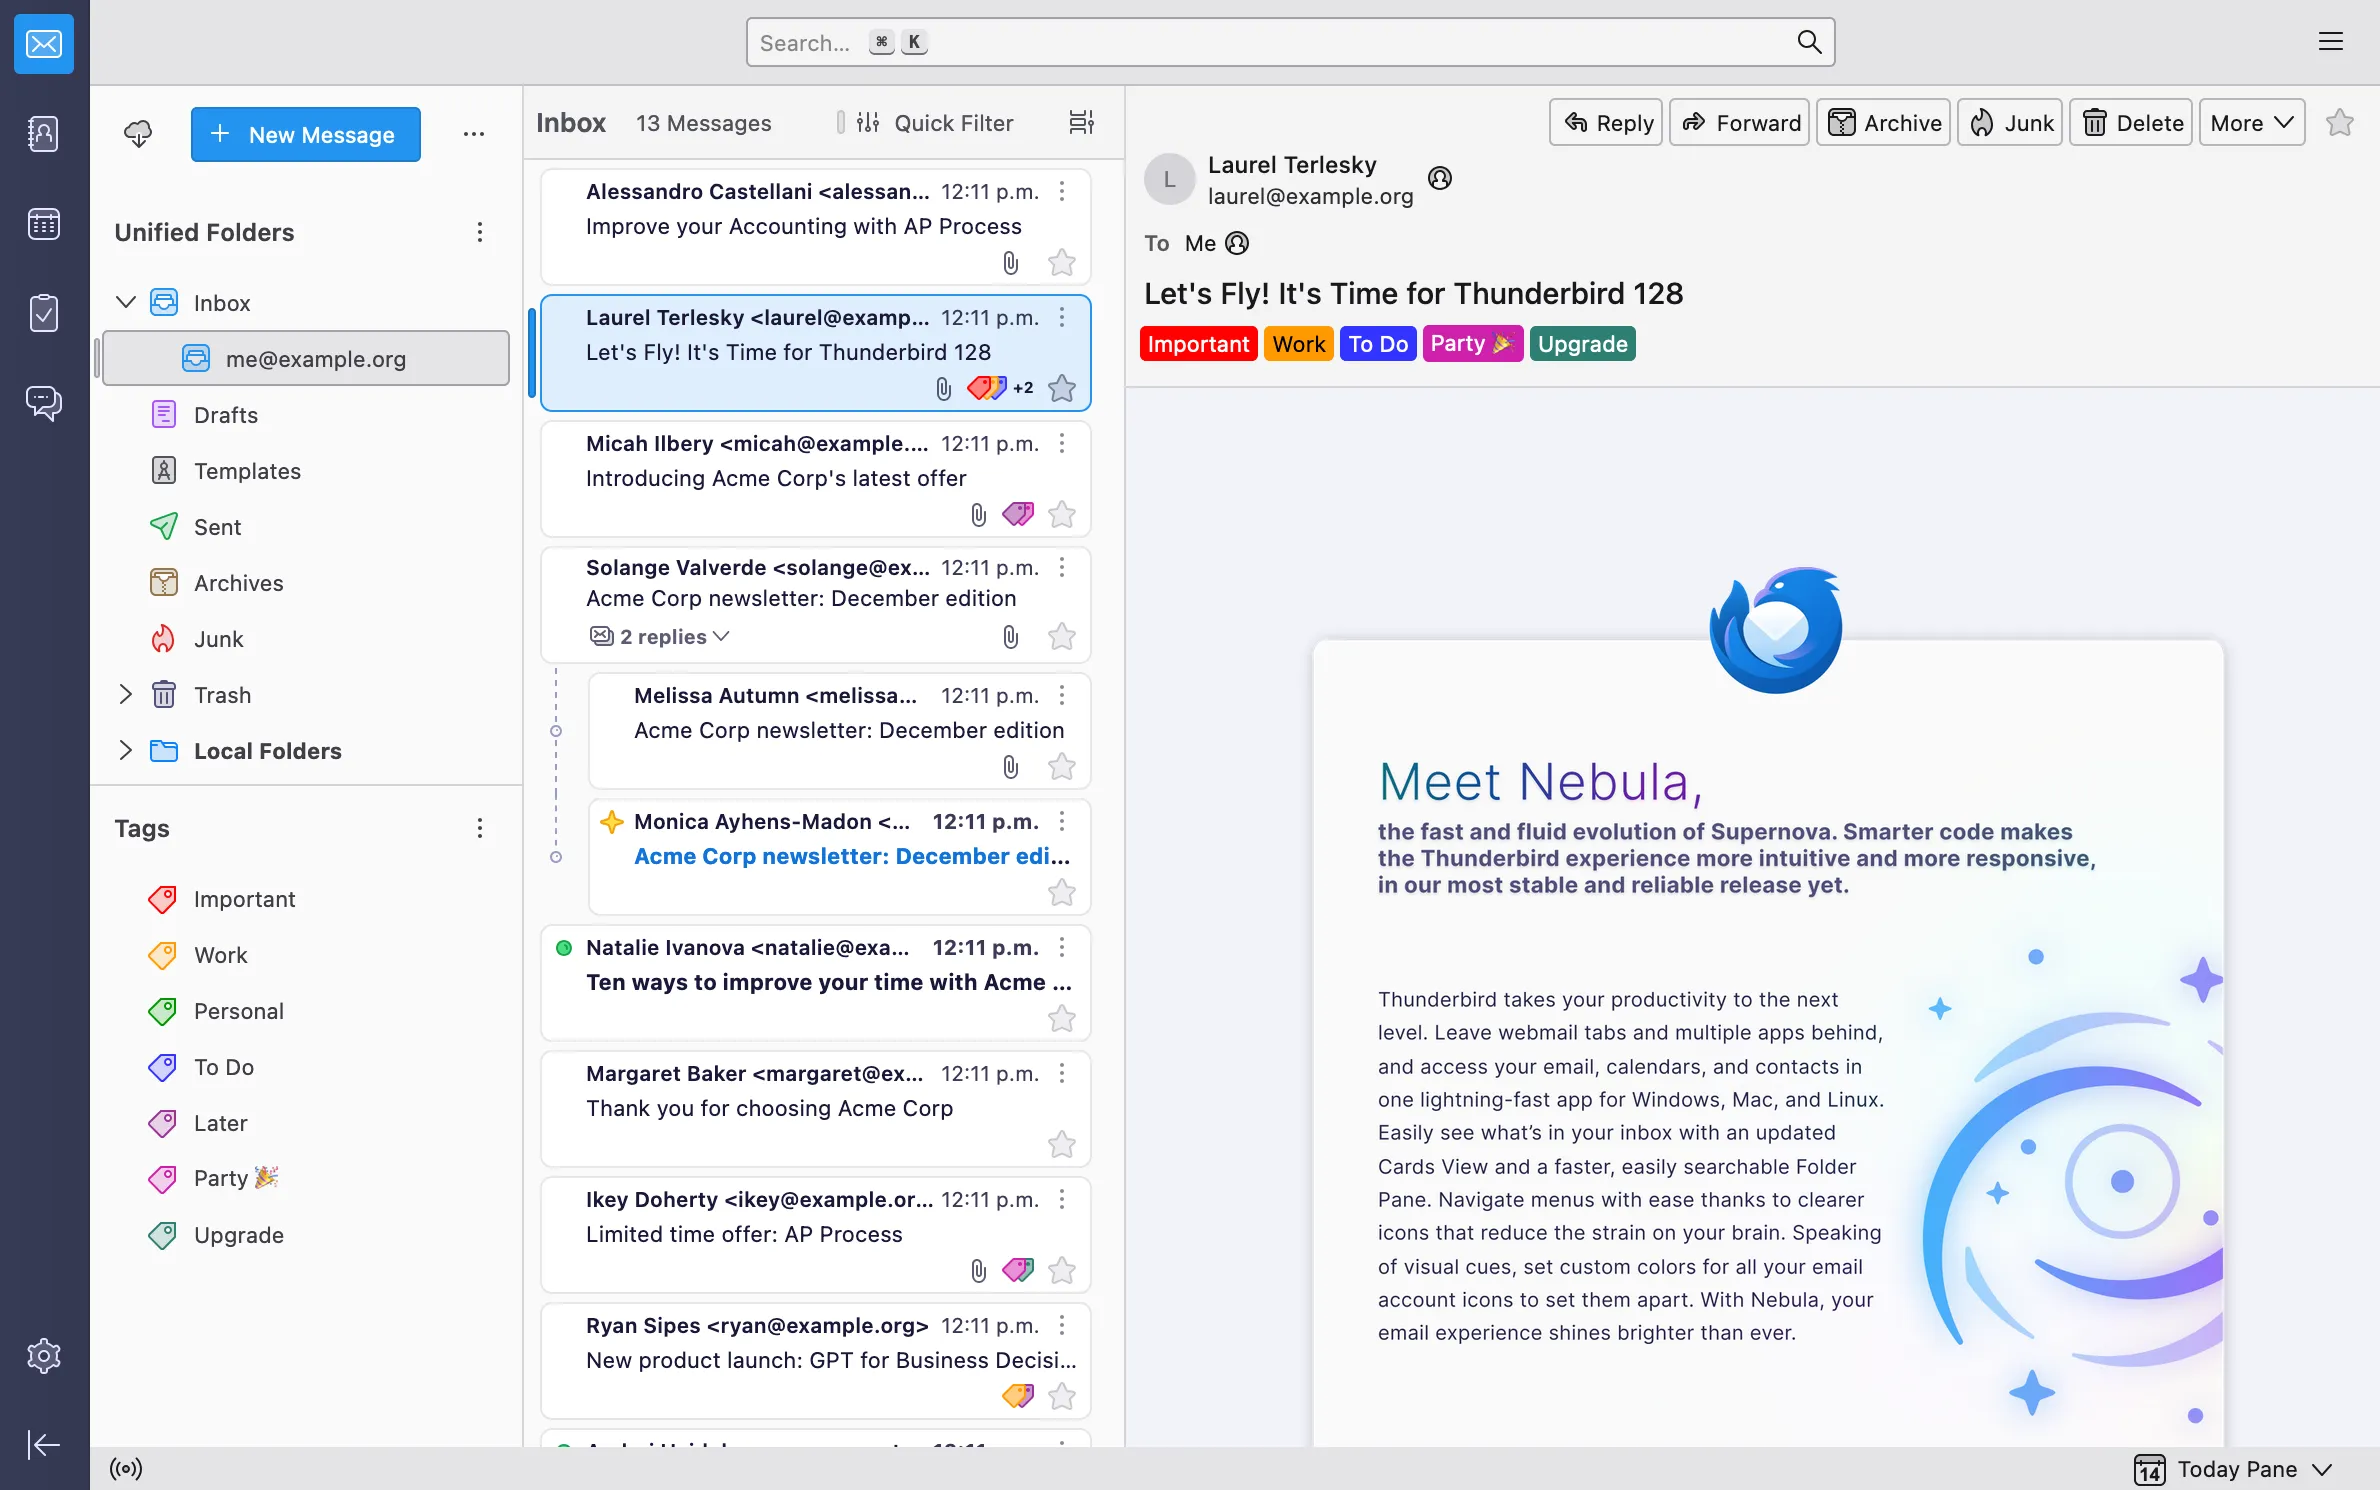 Search... ⌘ K
New Message
Unified Folders
Inbox
me@example.org
Drafts
Templates
Sent
Archives
Junk
Trash
Local Folders
Tags
Important
Work
Personal
To Do
Later
Party 🎉
Upgrade
Inbox 13 Messages Quick Filter
Alessandro Castellani <alessan... 12:11 p.m.
Improve your Accounting with AP Process
Laurel Terlesky <laurel@examp... 12:11 p.m.
Let's Fly! It's Time for Thunderbird 128
+2
Micah Ilbery <micah@example.... 12:11 p.m.
Introducing Acme Corp's latest offer
Solange Valverde <solange@ex... 12:11 p.m.
Acme Corp newsletter: December edition
2 replies
Melissa Autumn <melissa... 12:11 p.m.
Acme Corp newsletter: December edition
Monica Ayhens-Madon <... 12:11 p.m.
Acme Corp newsletter: December edi...
Natalie Ivanova <natalie@exa... 12:11 p.m.
Ten ways to improve your time with Acme ...
Margaret Baker <margaret@ex... 12:11 p.m.
Thank you for choosing Acme Corp
Ikey Doherty <ikey@example.or... 12:11 p.m.
Limited time offer: AP Process
Ryan Sipes <ryan@example.org> 12:11 p.m.
New product launch: GPT for Business Decisi...
Reply Forward Archive Junk Delete More
L
Laurel Terlesky
laurel@example.org
To Me
Let's Fly! It's Time for Thunderbird 128
Important Work To Do Party 🎉 Upgrade
Meet Nebula,
the fast and fluid evolution of Supernova. Smarter code makes
the Thunderbird experience more intuitive and more responsive,
in our most stable and reliable release yet.
Thunderbird takes your productivity to the next
level. Leave webmail tabs and multiple apps behind,
and access your email, calendars, and contacts in
one lightning-fast app for Windows, Mac, and Linux.
Easily see what’s in your inbox with an updated
Cards View and a faster, easily searchable Folder
Pane. Navigate menus with ease thanks to clearer
icons that reduce the strain on your brain. Speaking
of visual cues, set custom colors for all your email
account icons to set them apart. With Nebula, your
email experience shines brighter than ever.
14 Today Pane